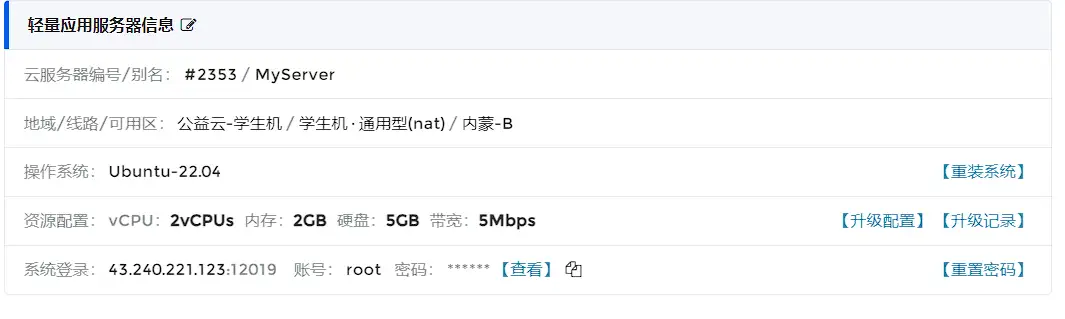 轻量应用服务器信息
云服务器编号/别名： #2353 / MyServer
地域/线路/可用区： 公益云-学生机 / 学生机·通用型(nat) / 内蒙-B
操作系统： Ubuntu-22.04 【重装系统】
资源配置： vCPU： 2vCPUs 内存： 2GB 硬盘： 5GB 带宽： 5Mbps 【升级配置】【升级记录】
系统登录： 43.240.221.123:12019 账号： root 密码： ****** 【查看】 【重置密码】